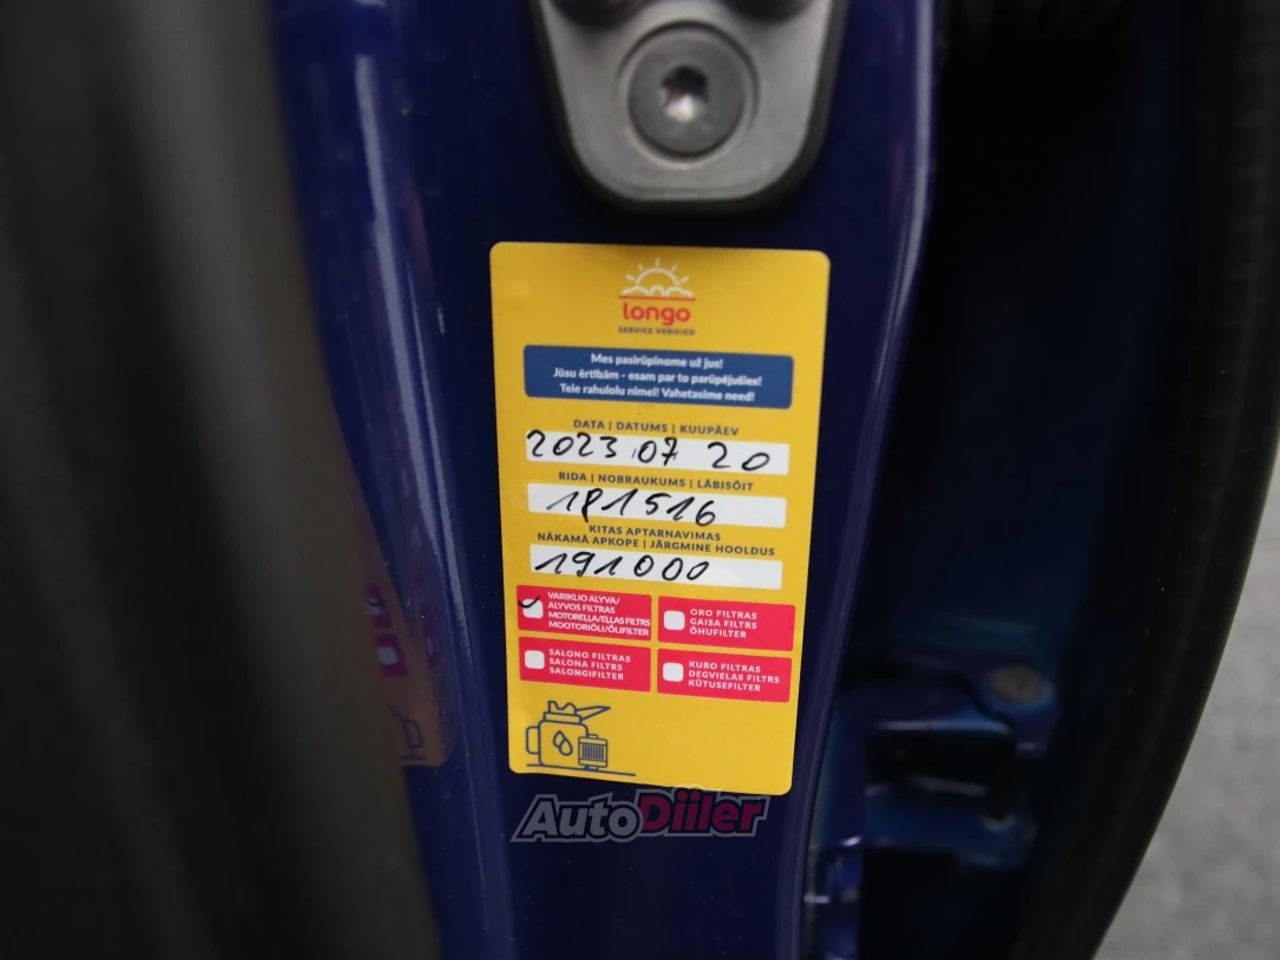 longo
SERVICE VERIFIED
Mes pasirūpinome už jus!
Jūsu ērtībām - esam par to parūpējušies!
Teie rahulolu nimel! Vahetasime need!
DATA | DATUMS | KUUPÄEV
2023.07 20
RIDA | NOBRAUKUMS | LÄBISÕIT
181516
KITAS APTARNAVIMAS
NĀKAMĀ APKOPE | JÄRGMINE HOOLDUS
191000
VARIKLIO ALYVA/
ALYVOS FILTRAS
MOTOREĻĻA/EĻĻAS FILTRS
MOOTORIÕLI/ÕLIFILTER
ORO FILTRAS
GAISA FILTRS
ÕHUFILTER
SALONO FILTRAS
SALONA FILTRS
SALONGIFILTER
KURO FILTRAS
DEGVIELAS FILTRS
KÜTUSEFILTER
AutoDiiler